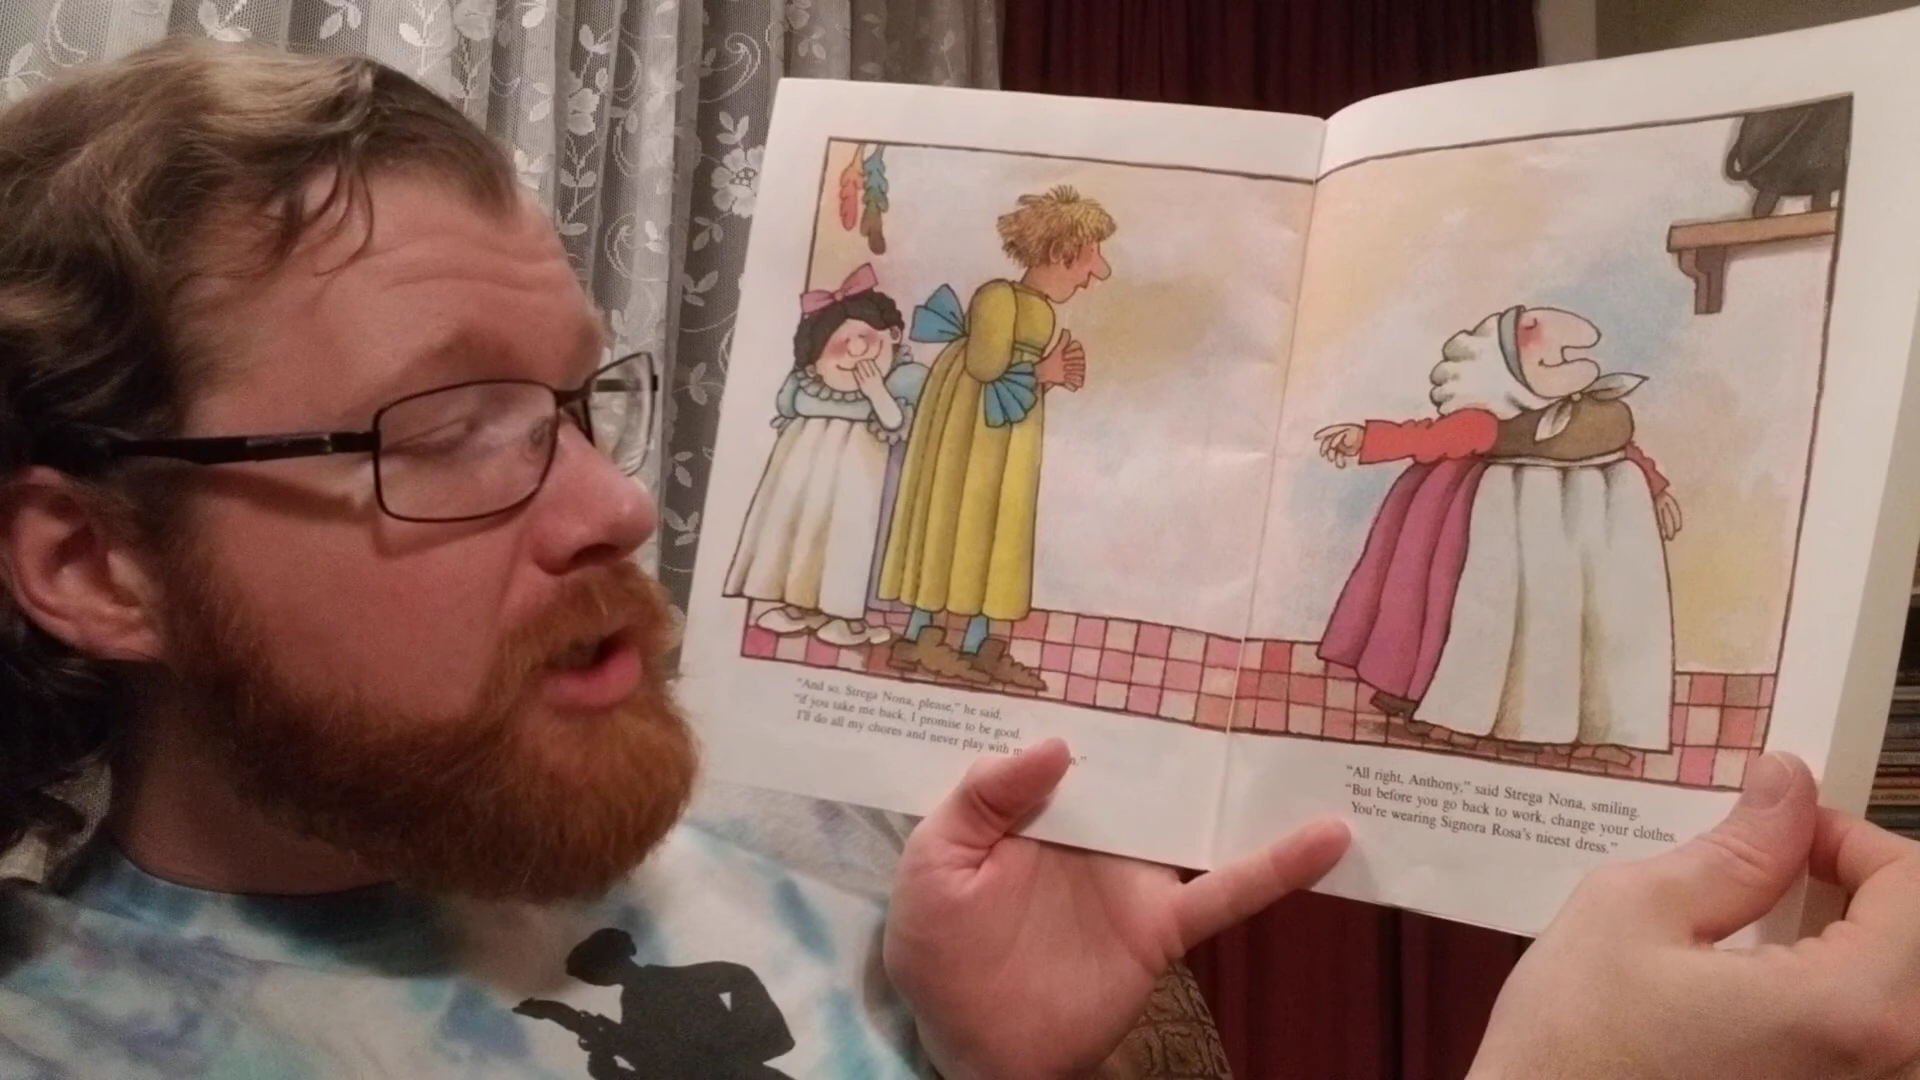 "And so, Strega Nona, please," he said,
"if you take me back, I promise to be good.
I'll do all my chores and never play with
"All right, Anthony," said Strega Nona, smiling.
"But before you go back to work, change your clothes.
You're wearing Signora Rosa's nicest dress."